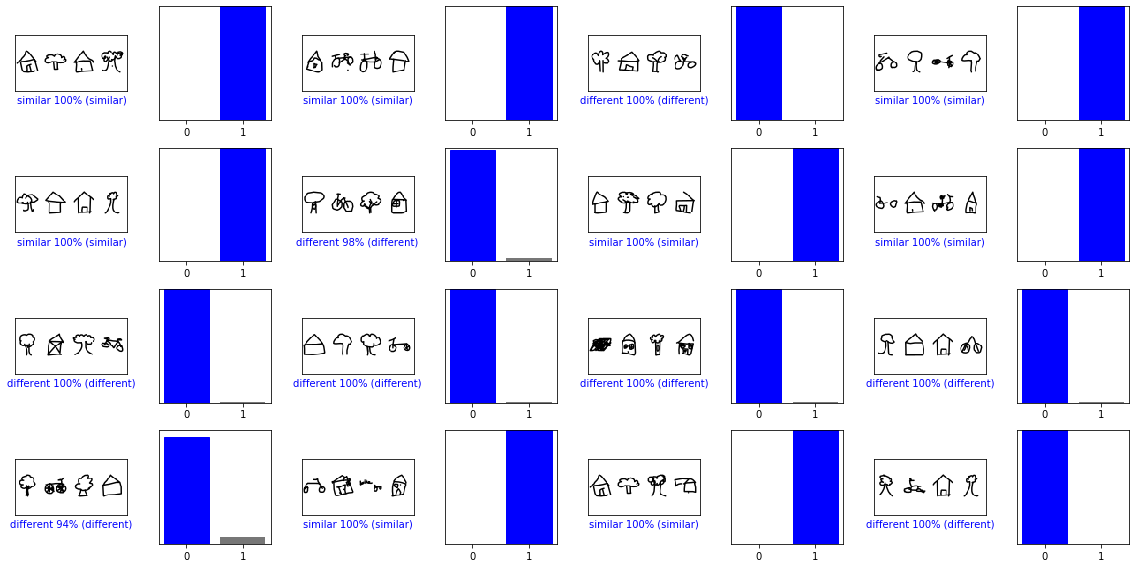 0 1 0 1 0 1 0 1
similar 100% (similar) similar 100% (similar) different 100% (different) similar 100% (similar)
0 1 0 1 0 1 0 1
similar 100% (similar) different 98% (different) similar 100% (similar) similar 100% (similar)
0 1 0 1 0 1 0 1
different 100% (different) different 100% (different) different 100% (different) different 100% (different)
0 1 0 1 0 1 0 1
different 94% (different) similar 100% (similar) similar 100% (similar) different 100% (different)